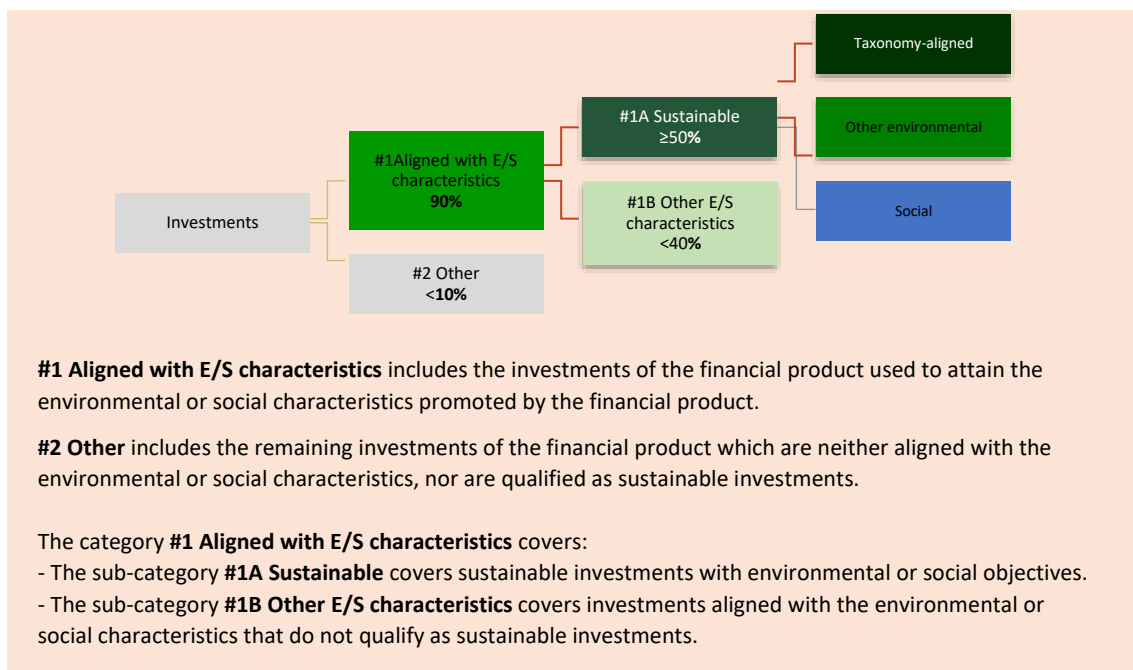 Taxonomy-aligned
#1A Sustainable
≥50%
Other environmental
#1Aligned with E/S
characteristics
90%
#1B Other E/S
characteristics
<40%
Social
Investments
#2 Other
<10%
#1 Aligned with E/S characteristics includes the investments of the financial product used to attain the
environmental or social characteristics promoted by the financial product.
#2 Other includes the remaining investments of the financial product which are neither aligned with the
environmental or social characteristics, nor are qualified as sustainable investments.
The category #1 Aligned with E/S characteristics covers:
- The sub-category #1A Sustainable covers sustainable investments with environmental or social objectives.
- The sub-category #1B Other E/S characteristics covers investments aligned with the environmental or
social characteristics that do not qualify as sustainable investments.